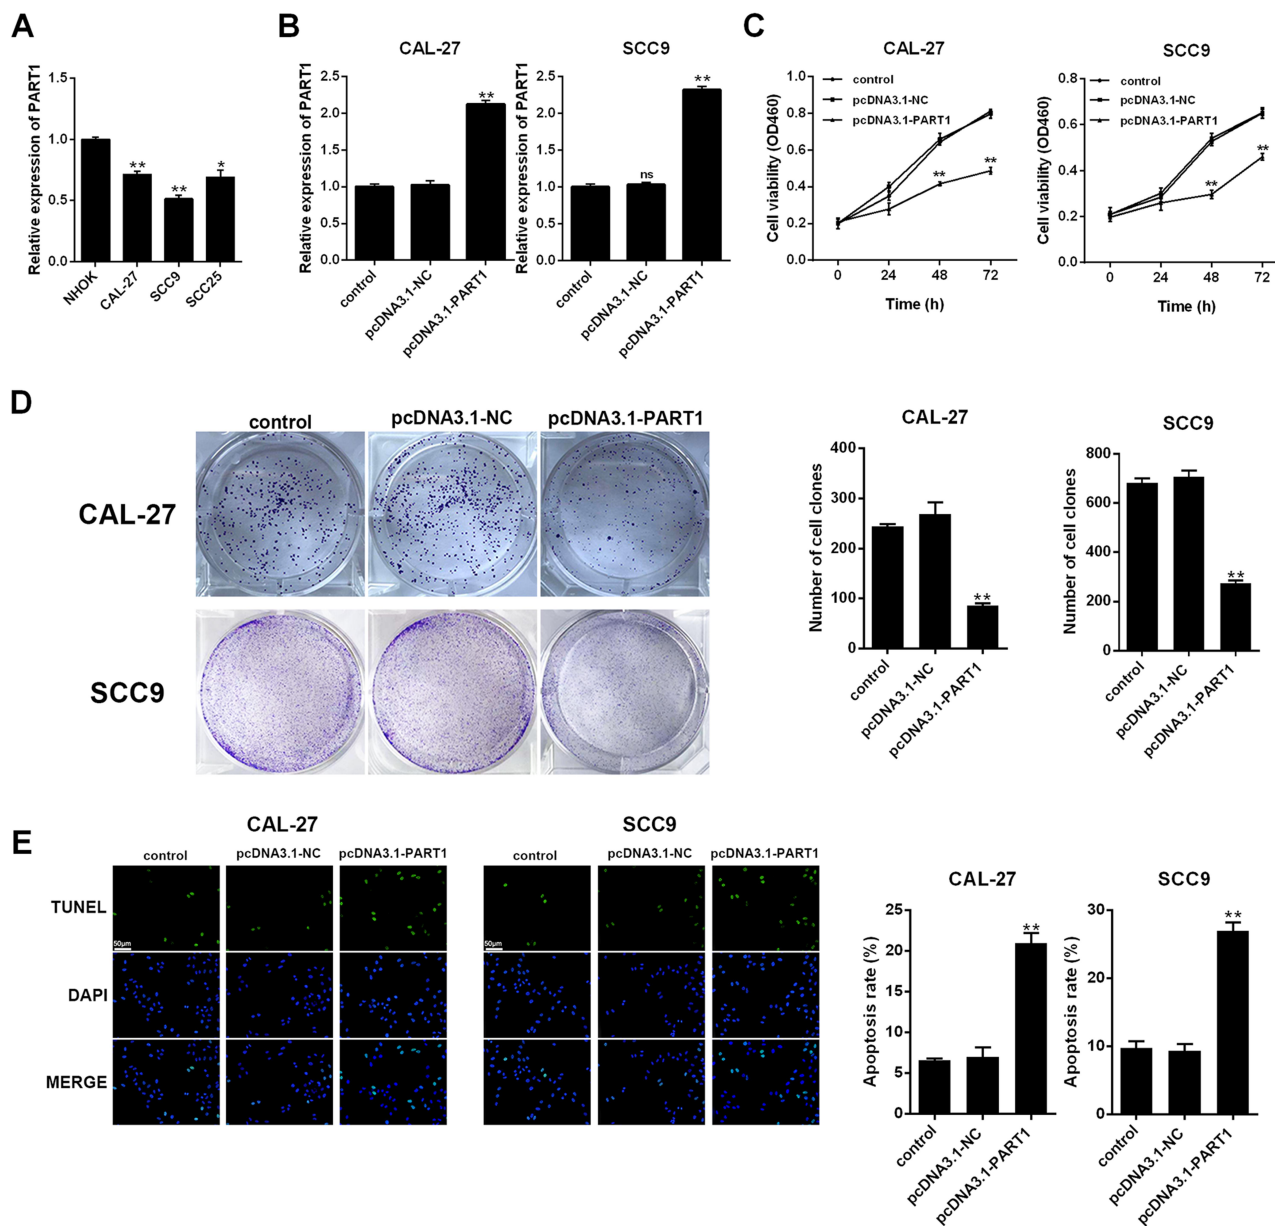 A
Relative expression of PART1
1.5
1.0
0.5
0.0
**
**
*
NHOK
CAL-27
SCC9
SCC25
B
CAL-27
Relative expression of PART1
2.5
2.0
1.5
1.0
0.5
0.0
**
control
pcDNA3.1-NC
pcDNA3.1-PART1
SCC9
Relative expression of PART1
2.5
2.0
1.5
1.0
0.5
0.0
ns
**
control
pcDNA3.1-NC
pcDNA3.1-PART1
C
CAL-27
control
pcDNA3.1-NC
pcDNA3.1-PART1
Cell viability (OD460)
1.0
0.8
0.6
0.4
0.2
0.0
**
**
0 24 48 72
Time (h)
SCC9
control
pcDNA3.1-NC
pcDNA3.1-PART1
Cell viability (OD460)
0.8
0.6
0.4
0.2
0.0
**
**
0 24 48 72
Time (h)
D
control pcDNA3.1-NC pcDNA3.1-PART1
CAL-27
SCC9
CAL-27
Number of cell clones
400
300
200
100
0
**
control
pcDNA3.1-NC
pcDNA3.1-PART1
SCC9
Number of cell clones
800
600
400
200
0
**
control
pcDNA3.1-NC
pcDNA3.1-PART1
E
CAL-27
control pcDNA3.1-NC pcDNA3.1-PART1
TUNEL
50μm
DAPI
MERGE
SCC9
control pcDNA3.1-NC pcDNA3.1-PART1
50μm
CAL-27
Apoptosis rate (%)
25
20
15
10
5
0
**
control
pcDNA3.1-NC
pcDNA3.1-PART1
SCC9
Apoptosis rate (%)
30
20
10
0
**
control
pcDNA3.1-NC
pcDNA3.1-PART1